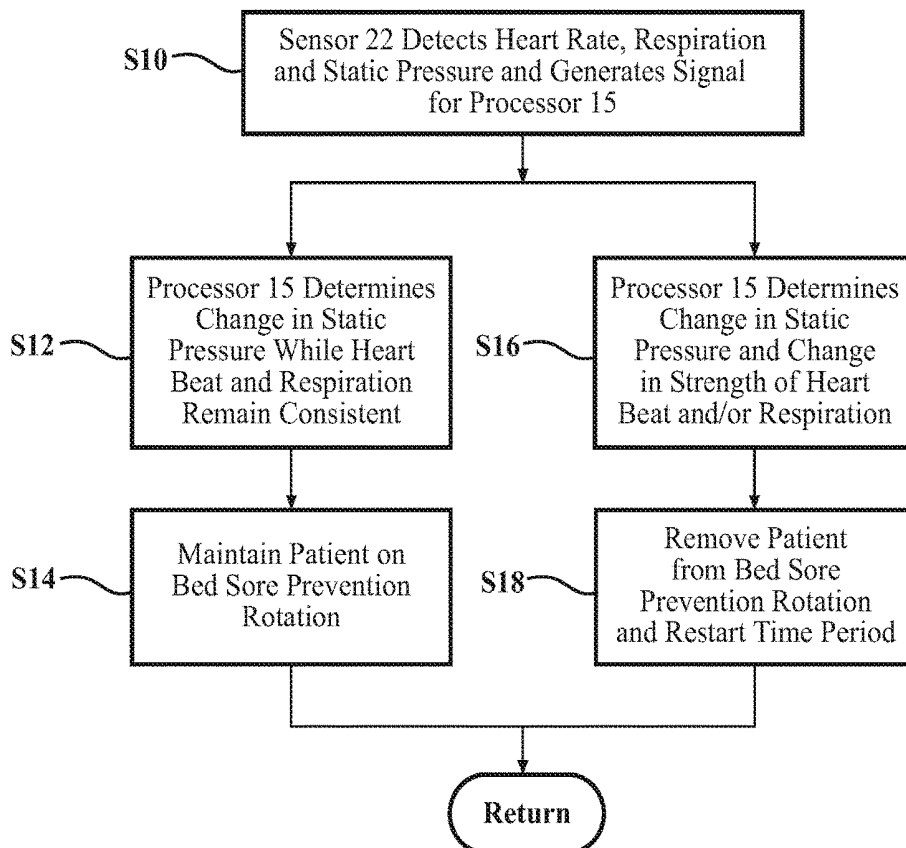 S10
Sensor 22 Detects Heart Rate, Respiration
and Static Pressure and Generates Signal
for Processor 15
S12
Processor 15 Determines
Change in Static
Pressure While Heart
Beat and Respiration
Remain Consistent
S16
Processor 15 Determines
Change in Static
Pressure and Change
in Strength of Heart
Beat and/or Respiration
S14
Maintain Patient on
Bed Sore Prevention
Rotation
S18
Remove Patient
from Bed Sore
Prevention Rotation
and Restart Time Period
Return